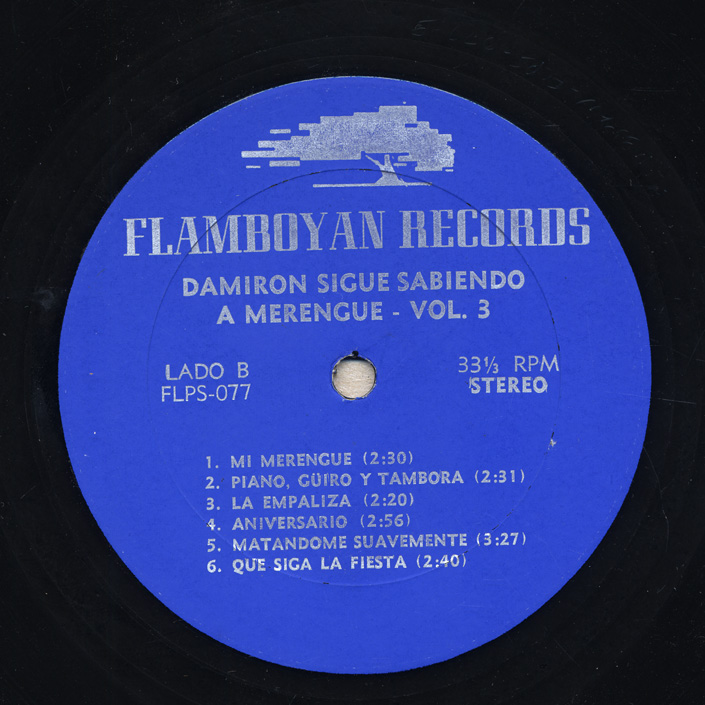 FLAMBOYAN RECORDS
DAMIRON SIGUE SABIENDO
A MERENGUE - VOL. 3
LADO B
FLPS-077
33⅓ RPM
STEREO
1. MI MERENGUE (2:30)
2. PIANO, GÜIRO Y TAMBORA (2:31)
3. LA EMPALIZA (2:20)
4. ANIVERSARIO (2:56)
5. MATANDOME SUAVEMENTE (3:27)
6. QUE SIGA LA FIESTA (2:40)